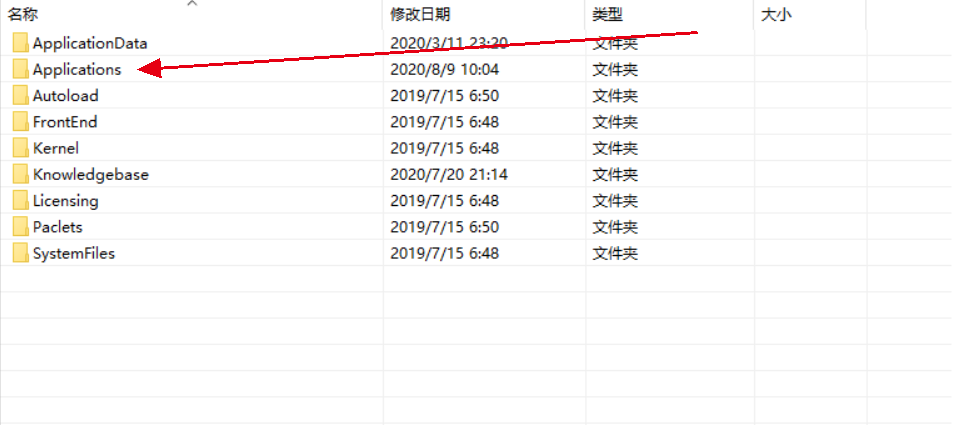 名称 修改日期 类型 大小
ApplicationData 2020/3/11 23:20 文件夹
Applications 2020/8/9 10:04 文件夹
Autoload 2019/7/15 6:50 文件夹
FrontEnd 2019/7/15 6:48 文件夹
Kernel 2019/7/15 6:48 文件夹
Knowledgebase 2020/7/20 21:14 文件夹
Licensing 2019/7/15 6:48 文件夹
Paclets 2019/7/15 6:50 文件夹
SystemFiles 2019/7/15 6:48 文件夹